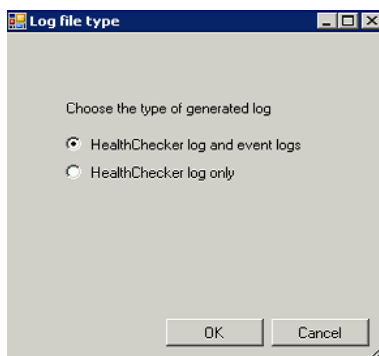 Log file type
Choose the type of generated log
HealthChecker log and event logs
HealthChecker log only
OK
Cancel